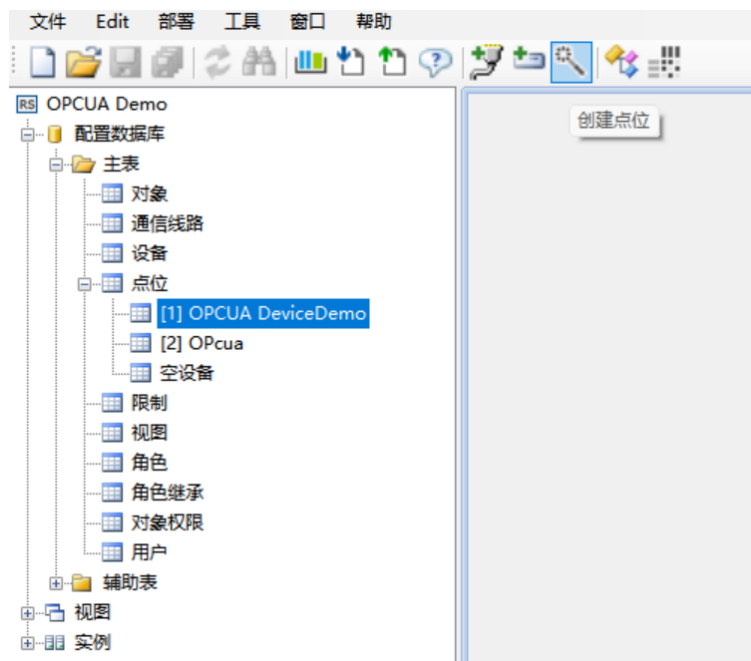 文件 Edit 部署 工具 窗口 帮助
RS OPCUA Demo
创建点位
配置数据库
主表
对象
通信线路
设备
点位
[1] OPCUA DeviceDemo
[2] OPcua
空设备
限制
视图
角色
角色继承
对象权限
用户
辅助表
视图
实例